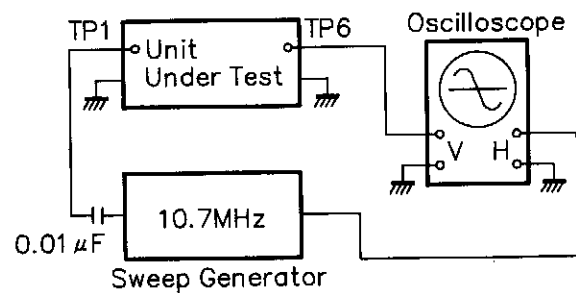 Oscilloscope
TP1
TP6
Unit
Under Test
V
H
10.7MHz
0.01 μF
Sweep Generator